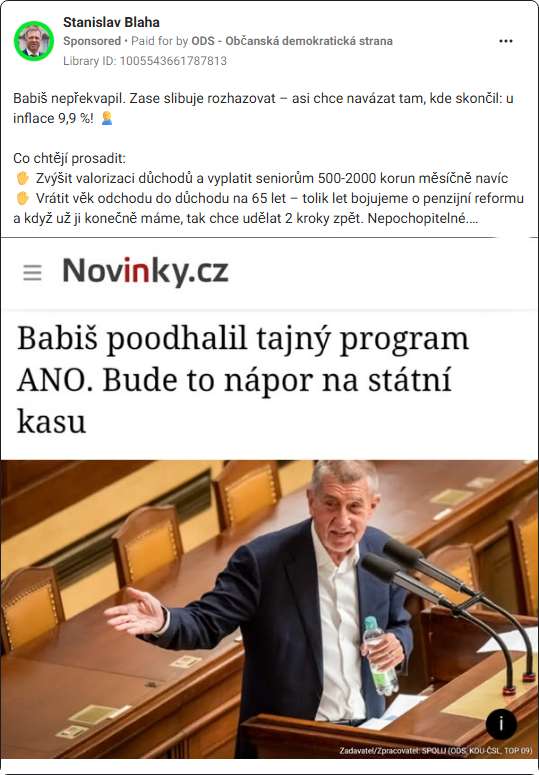 Stanislav Blaha
Sponsored • Paid for by ODS - Občanská demokratická strana
Library ID: 1005543661787813
Babiš nepřekvapil. Zase slibuje rozhazovat – asi chce navázat tam, kde skončil: u
inflace 9,9 %! 🤦‍♂️
Co chtějí prosadit:
🖐 Zvýšit valorizaci důchodů a vyplatit seniorům 500-2000 korun měsíčně navíc
🖐 Vrátit věk odchodu do důchodu na 65 let – tolik let bojujeme o penzijní reformu
a když už ji konečně máme, tak chce udělat 2 kroky zpět. Nepochopitelné....
Novinky.cz
Babiš poodhalil tajný program
ANO. Bude to nápor na státní
kasu
Zadavatel/Zpracovatel: SPOLU (ODS, KDU-ČSL, TOP 09)